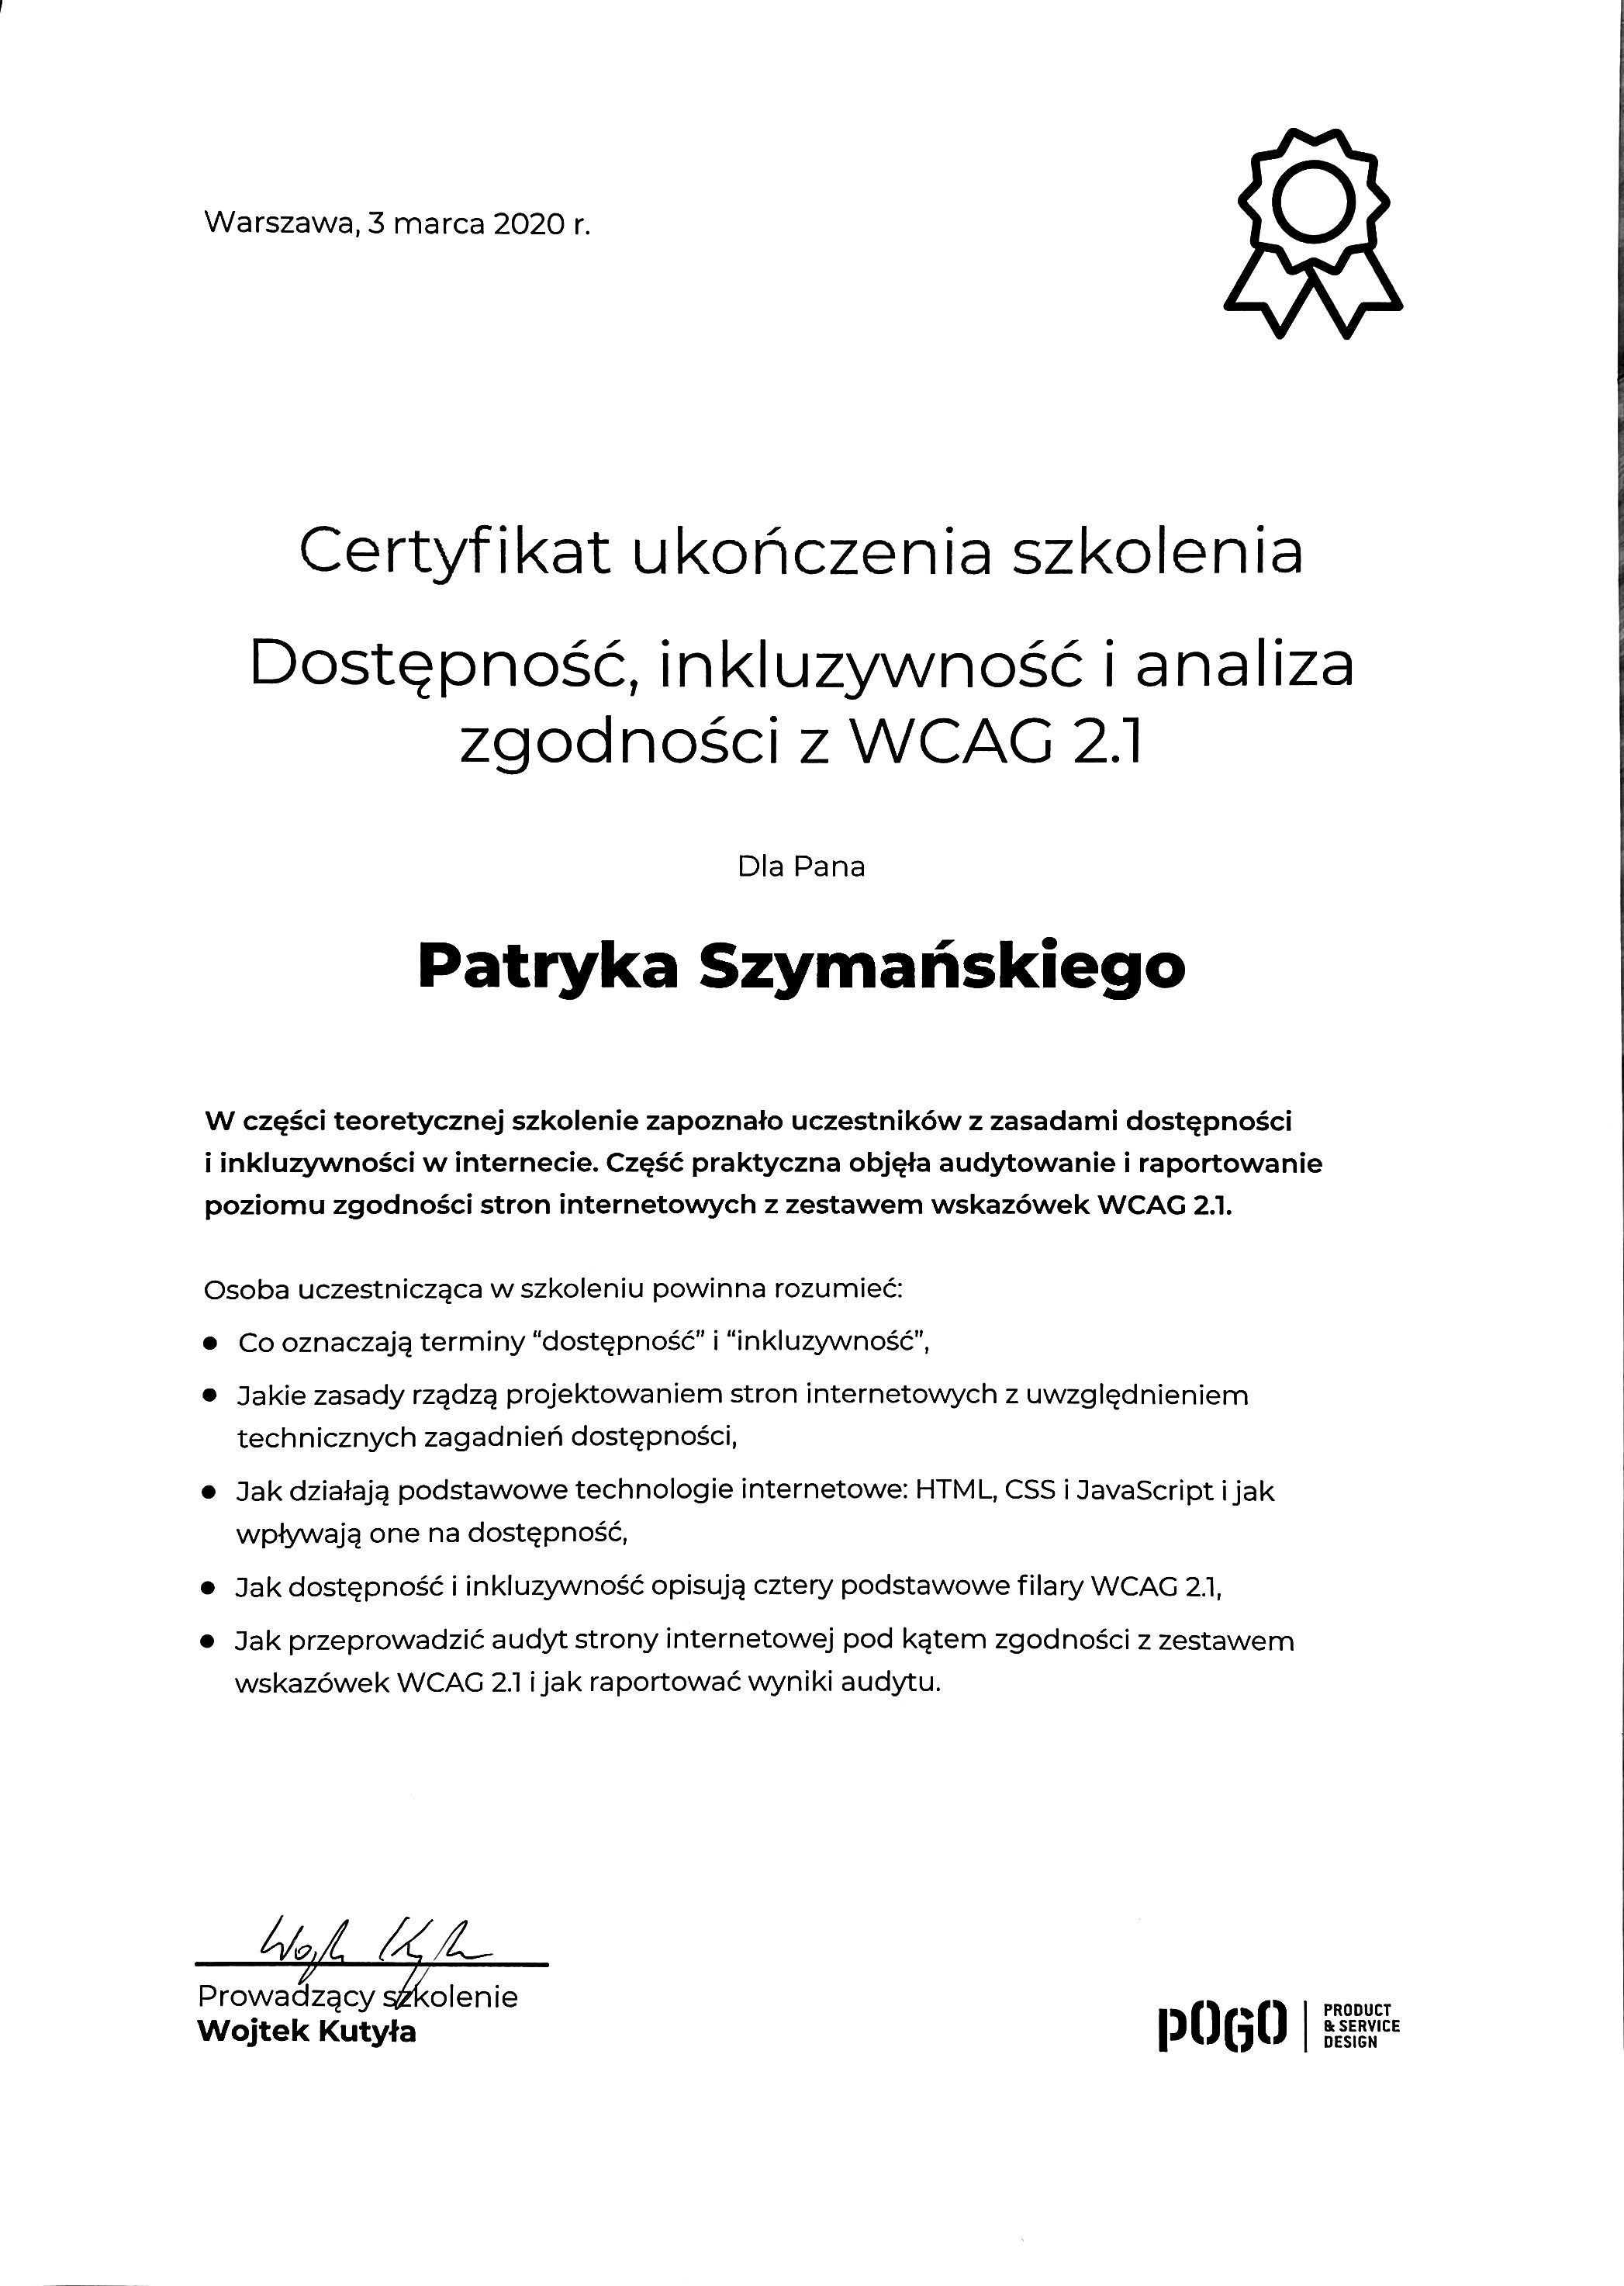 Warszawa, 3 marca 2020 r.
Certyfikat ukończenia szkolenia
Dostępność, inkluzywność i analiza
zgodności z WCAG 2.1
Dla Pana
Patryka Szymańskiego
W części teoretycznej szkolenie zapoznało uczestników z zasadami dostępności
i inkluzywności w internecie. Część praktyczna objęła audytowanie i raportowanie
poziomu zgodności stron internetowych z zestawem wskazówek WCAG 2.1.
Osoba uczestnicząca w szkoleniu powinna rozumieć:
● Co oznaczają terminy “dostępność” i “inkluzywność”,
● Jakie zasady rządzą projektowaniem stron internetowych z uwzględnieniem
technicznych zagadnień dostępności,
● Jak działają podstawowe technologie internetowe: HTML, CSS i JavaScript i jak
wpływają one na dostępność,
● Jak dostępność i inkluzywność opisują cztery podstawowe filary WCAG 2.1,
● Jak przeprowadzić audyt strony internetowej pod kątem zgodności z zestawem
wskazówek WCAG 2.1 i jak raportować wyniki audytu.
Prowadzący szkolenie
Wojtek Kutyła
pOGO
PRODUCT
& SERVICE
DESIGN